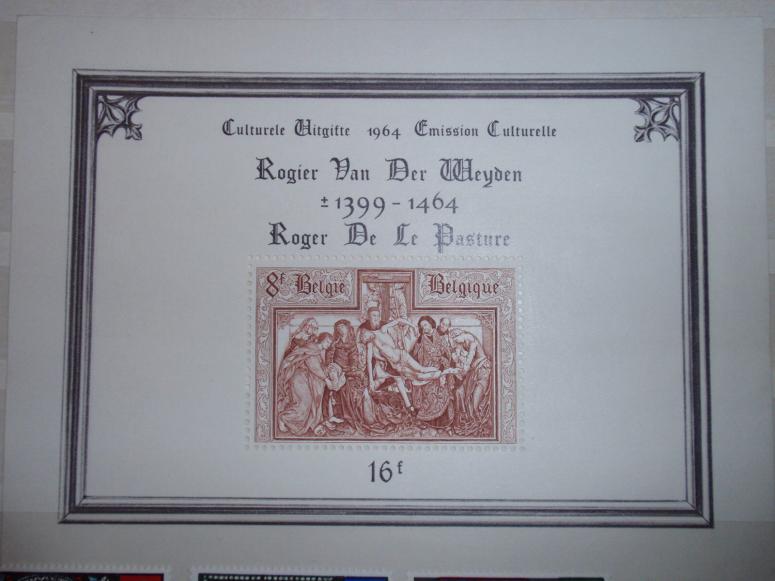 Culturele Uitgifte 1964 Emission Culturelle
Rogier Van Der Weyden
± 1399 - 1464
Roger De Le Pasture
8f België Belgique
16f